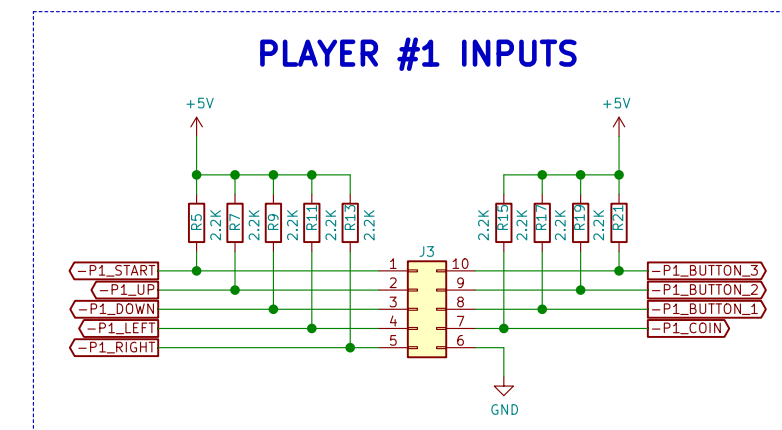 PLAYER #1 INPUTS
+5V +5V
R5 2.2K R7 2.2K R9 2.2K R11 2.2K R13 2.2K 2.2K R15 2.2K R17 2.2K R19 2.2K R21
J3
-P1_START 1 10 -P1_BUTTON_3
-P1_UP 2 9 -P1_BUTTON_2
-P1_DOWN 3 8 -P1_BUTTON_1
-P1_LEFT 4 7 -P1_COIN
-P1_RIGHT 5 6
GND